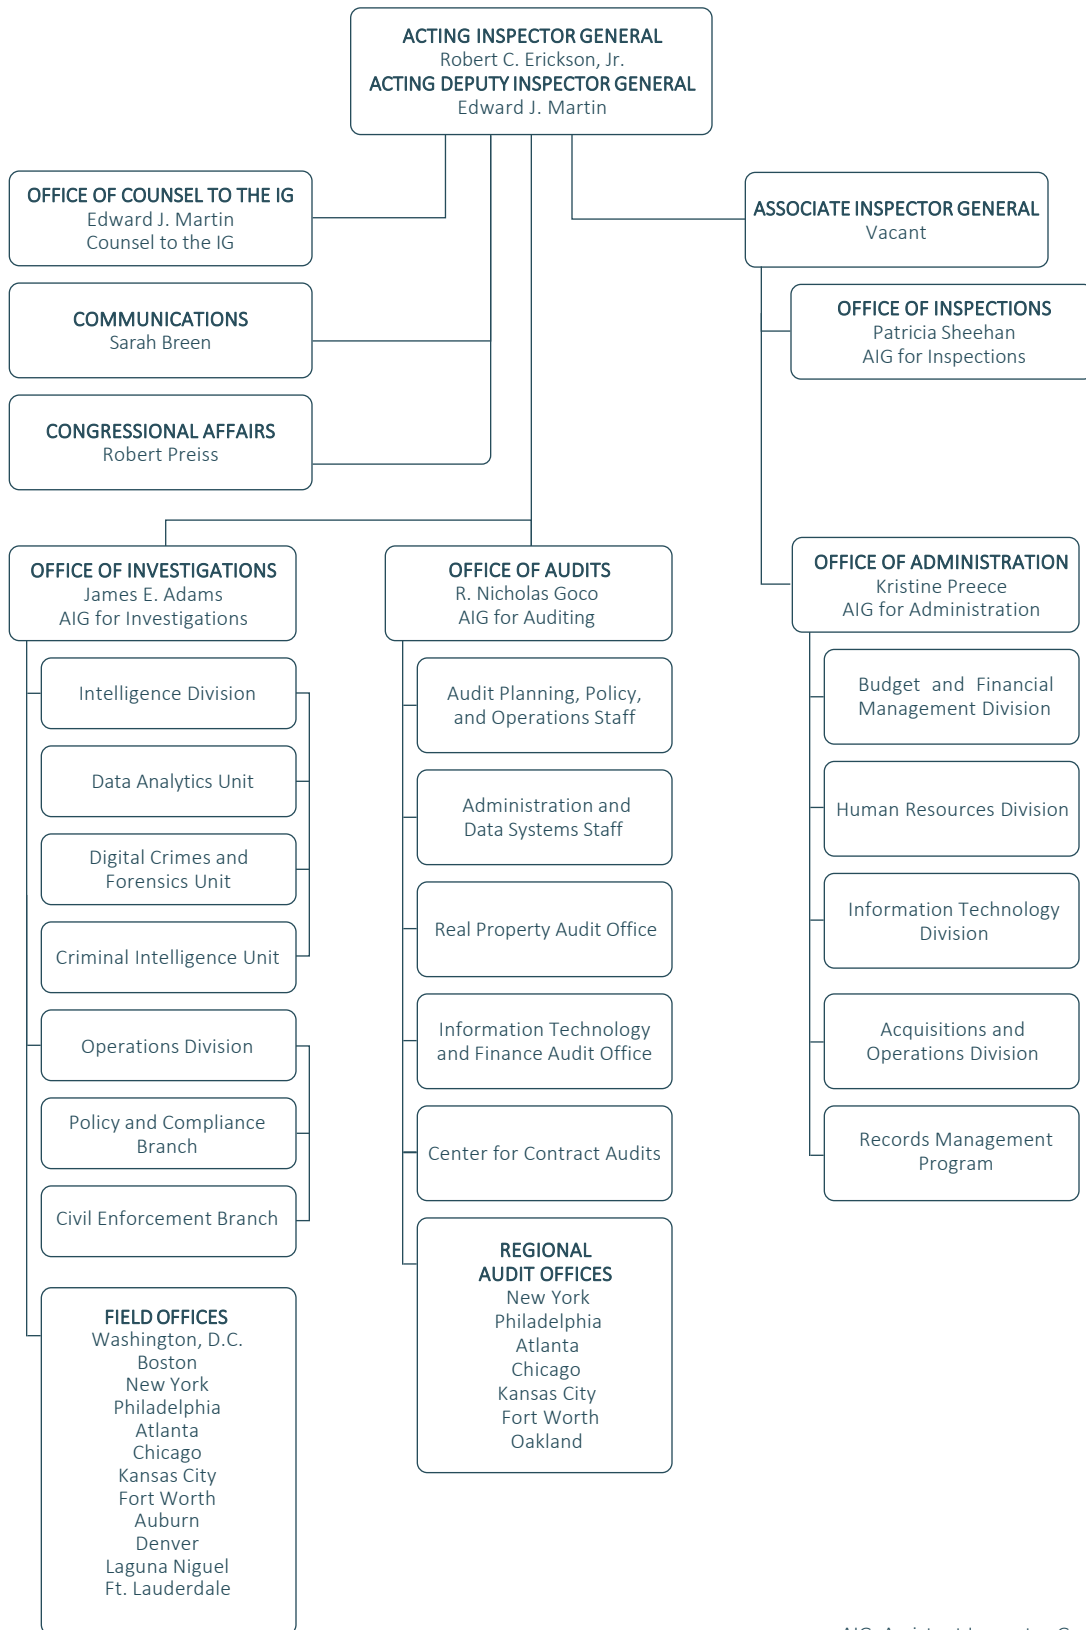 ACTING INSPECTOR GENERAL
Robert C. Erickson, Jr.
ACTING DEPUTY INSPECTOR GENERAL
Edward J. Martin
OFFICE OF COUNSEL TO THE IG
Edward J. Martin
Counsel to the IG
COMMUNICATIONS
Sarah Breen
CONGRESSIONAL AFFAIRS
Robert Preiss
ASSOCIATE INSPECTOR GENERAL
Vacant
OFFICE OF INSPECTIONS
Patricia Sheehan
AIG for Inspections
OFFICE OF INVESTIGATIONS
James E. Adams
AIG for Investigations
Intelligence Division
Data Analytics Unit
Digital Crimes and
Forensics Unit
Criminal Intelligence Unit
Operations Division
Policy and Compliance
Branch
Civil Enforcement Branch
FIELD OFFICES
Washington, D.C.
Boston
New York
Philadelphia
Atlanta
Chicago
Kansas City
Fort Worth
Auburn
Denver
Laguna Niguel
Ft. Lauderdale
OFFICE OF AUDITS
R. Nicholas Goco
AIG for Auditing
Audit Planning, Policy,
and Operations Staff
Administration and
Data Systems Staff
Real Property Audit Office
Information Technology
and Finance Audit Office
Center for Contract Audits
REGIONAL
AUDIT OFFICES
New York
Philadelphia
Atlanta
Chicago
Kansas City
Fort Worth
Oakland
OFFICE OF ADMINISTRATION
Kristine Preece
AIG for Administration
Budget and Financial
Management Division
Human Resources Division
Information Technology
Division
Acquisitions and
Operations Division
Records Management
Program